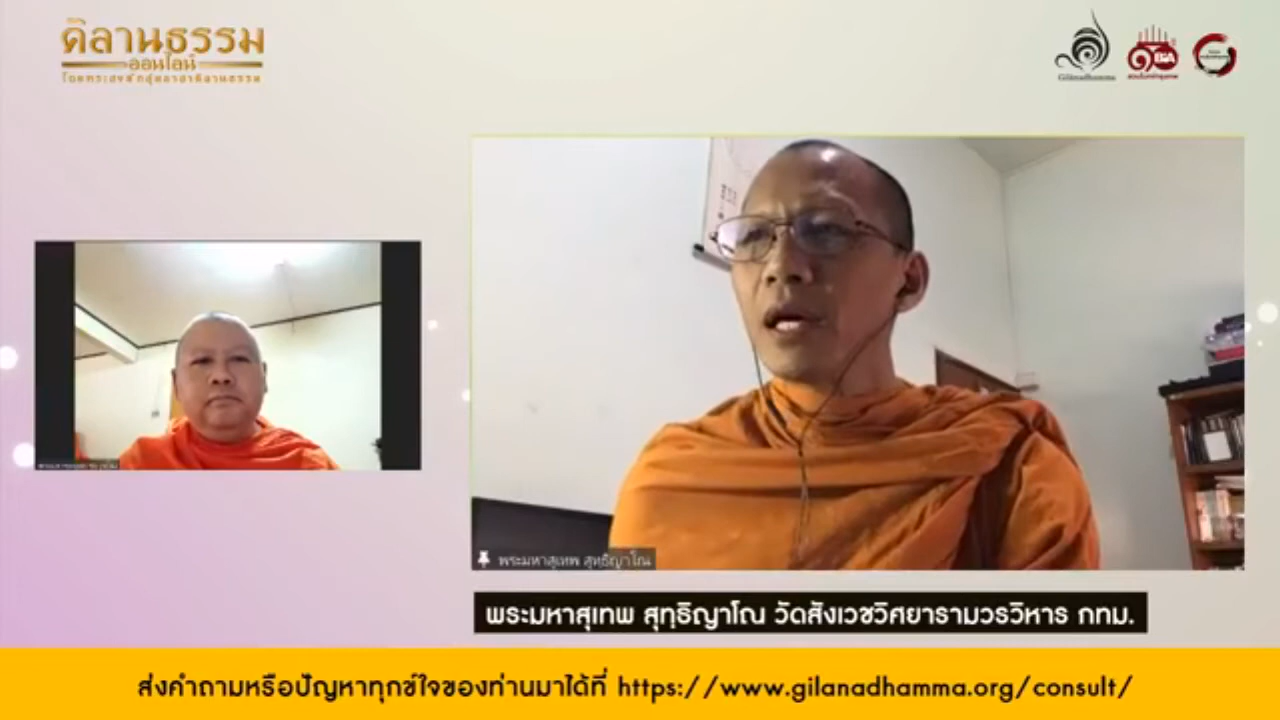 คิลานธรรม
ออนไลน์
โดยพระสงฆ์กลุ่มอาสาคิลานธรรม
Gilanadhamma
BIA
พระมหาสุเทพ สุทฺธิญาโณ
พระมหาสุเทพ สุทฺธิญาโณ วัดสังเวชวิศยารามวรวิหาร กทม.
ส่งคำถามหรือปัญหาทุกข์ใจของท่านมาได้ที่ https://www.gilanadhamma.org/consult/